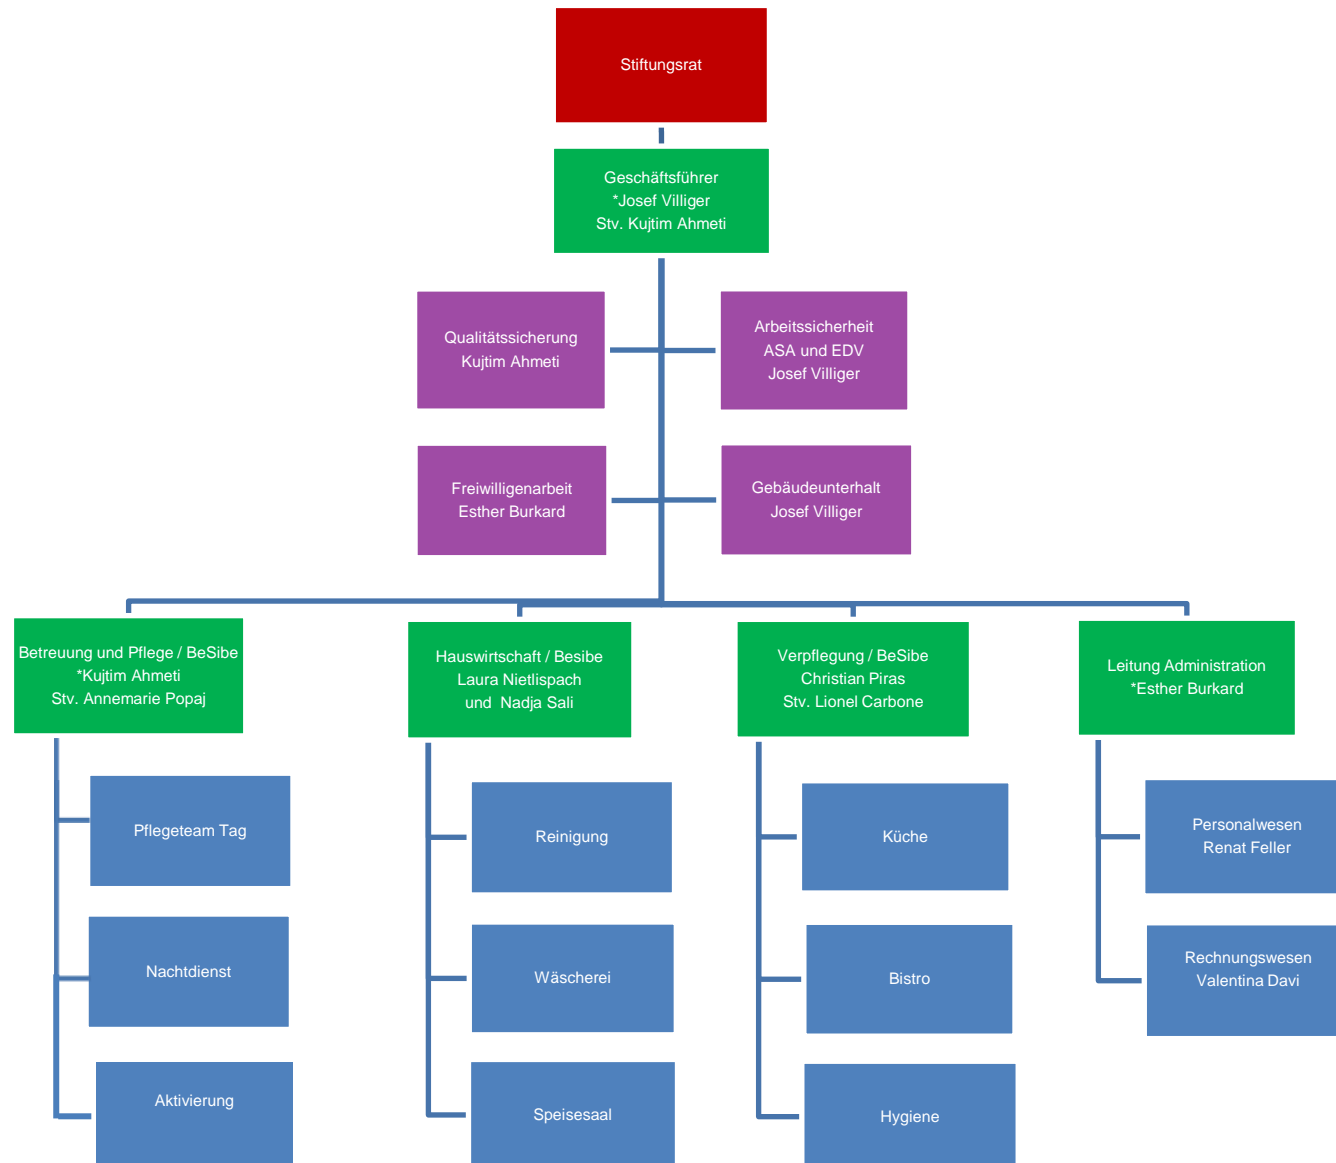 Stiftungsrat
Geschäftsführer
*Josef Villiger
Stv. Kujtim Ahmeti
Qualitätssicherung
Kujtim Ahmeti
Arbeitssicherheit
ASA und EDV
Josef Villiger
Freiwilligenarbeit
Esther Burkard
Gebäudeunterhalt
Josef Villiger
Betreuung und Pflege / BeSibe
*Kujtim Ahmeti
Stv. Annemarie Popaj
Hauswirtschaft / Besibe
Laura Nietlispach
und Nadja Sali
Verpflegung / BeSibe
Christian Piras
Stv. Lionel Carbone
Leitung Administration
*Esther Burkard
Pflegeteam Tag
Nachtdienst
Aktivierung
Reinigung
Wäscherei
Speisesaal
Küche
Bistro
Hygiene
Personalwesen
Renat Feller
Rechnungswesen
Valentina Davi